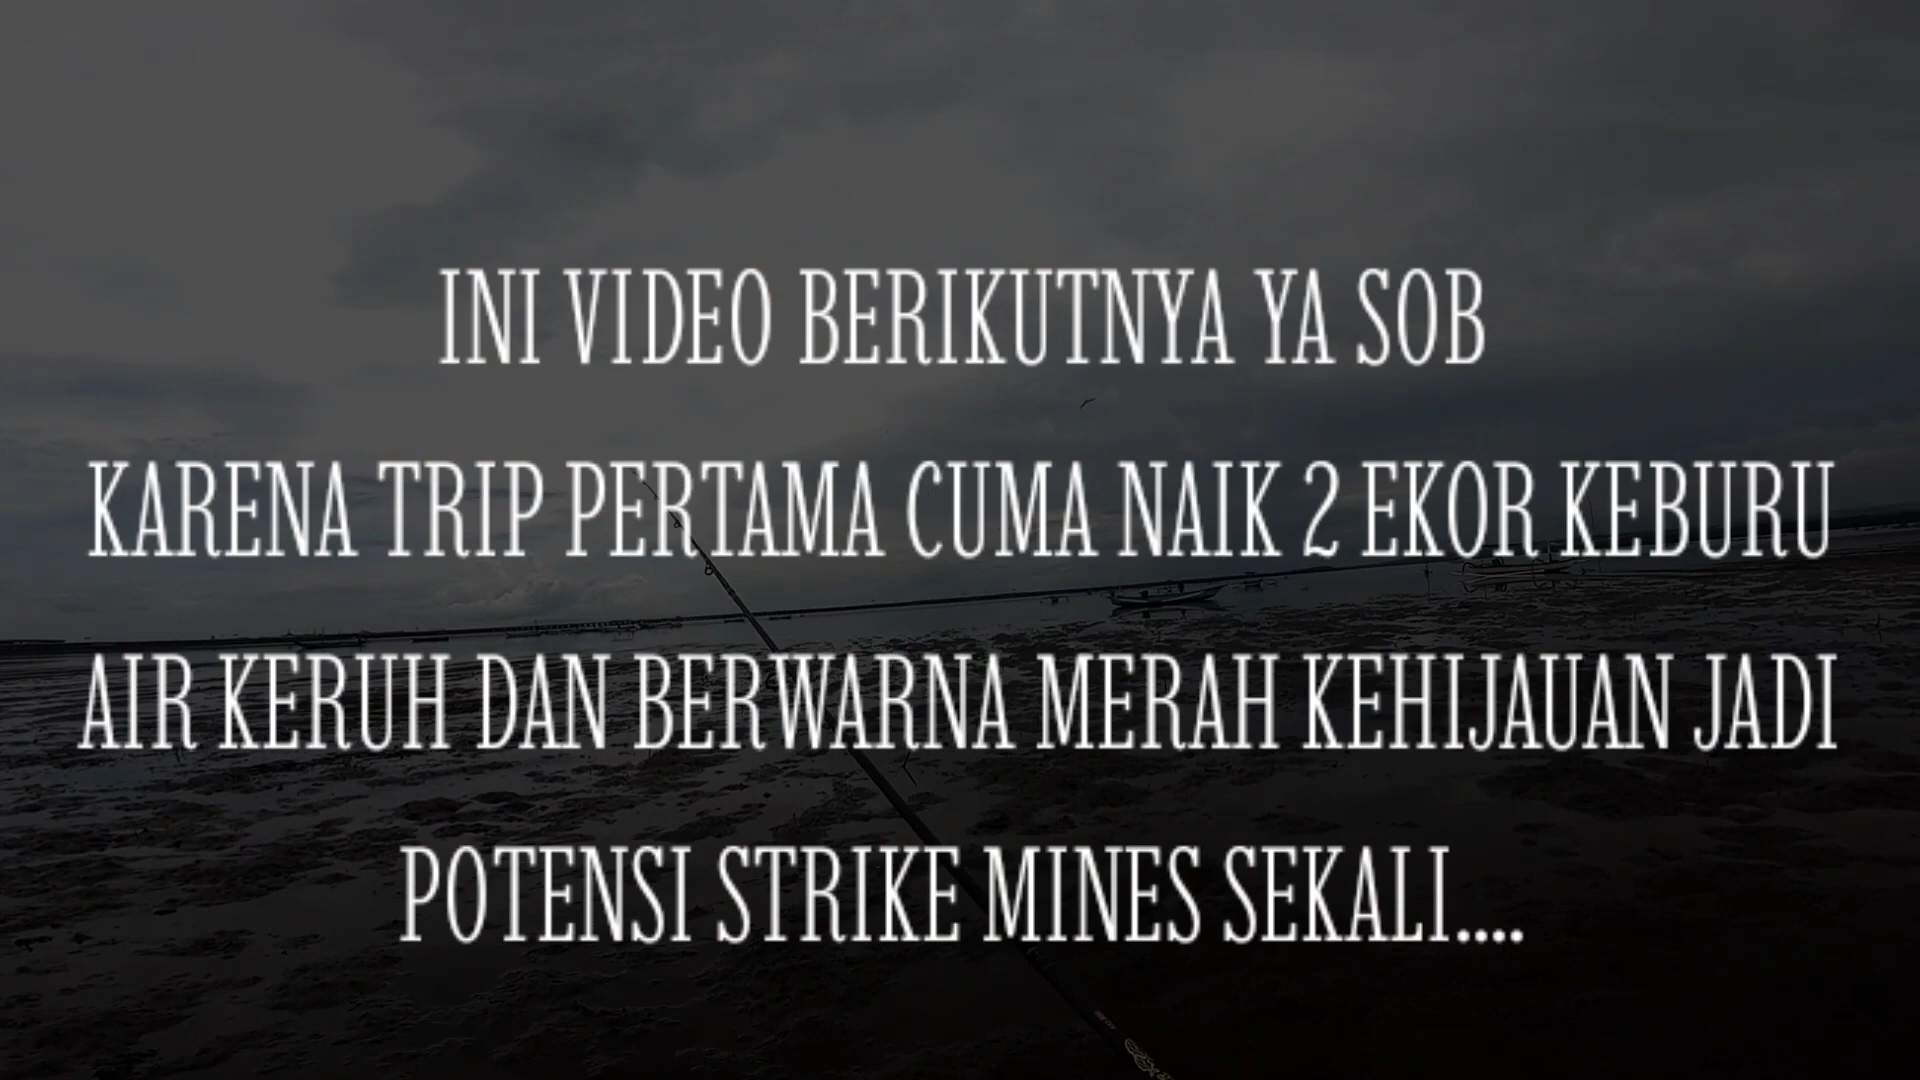 INI VIDEO BERIKUTNYA YA SOB
KARENA TRIP PERTAMA CUMA NAIK 2 EKOR KEBURU
AIR KERUH DAN BERWARNA MERAH KEHIJAUAN JADI
POTENSI STRIKE MINES SEKALI....